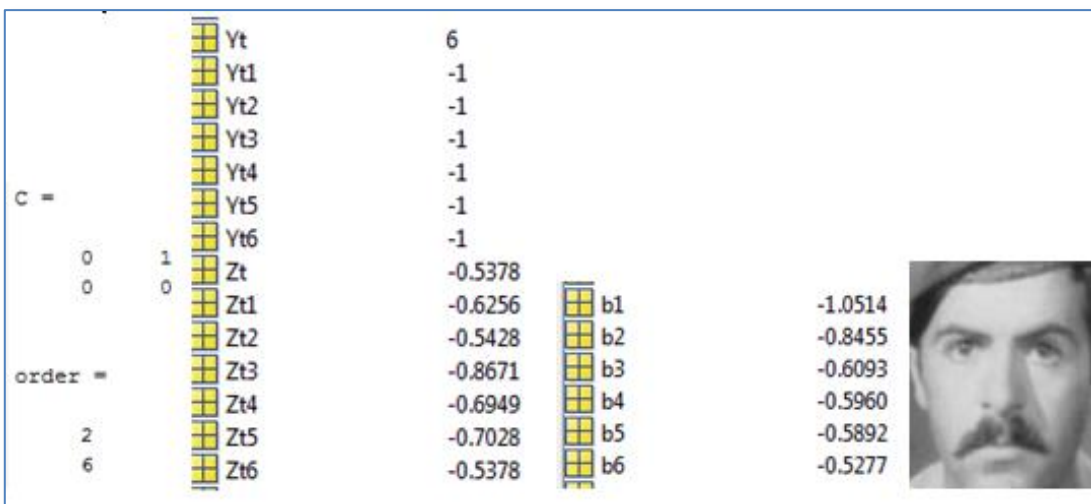 Yt 6
Yt1 -1
Yt2 -1
Yt3 -1
Yt4 -1
Yt5 -1
C =
Yt6 -1
0 1
Zt -0.5378
0 0
Zt1 -0.6256
b1 -1.0514
Zt2 -0.5428
b2 -0.8455
order =
Zt3 -0.8671
b3 -0.6093
Zt4 -0.6949
b4 -0.5960
2
Zt5 -0.7028
b5 -0.5892
6
Zt6 -0.5378
b6 -0.5277